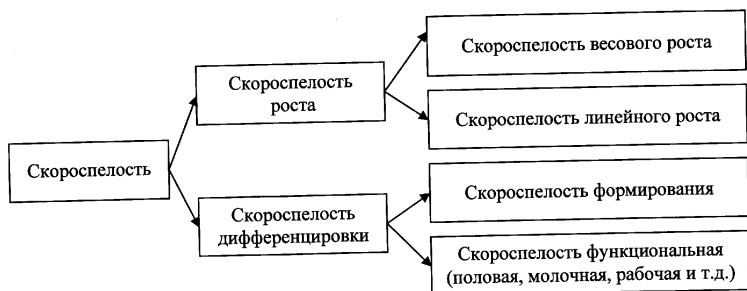 Скороспелость весового роста
Скороспелость
роста
Скороспелость линейного роста
Скороспелость
Скороспелость формирования
Скороспелость
дифференцировки
Скороспелость функциональная
(половая, молочная, рабочая и т.д.)